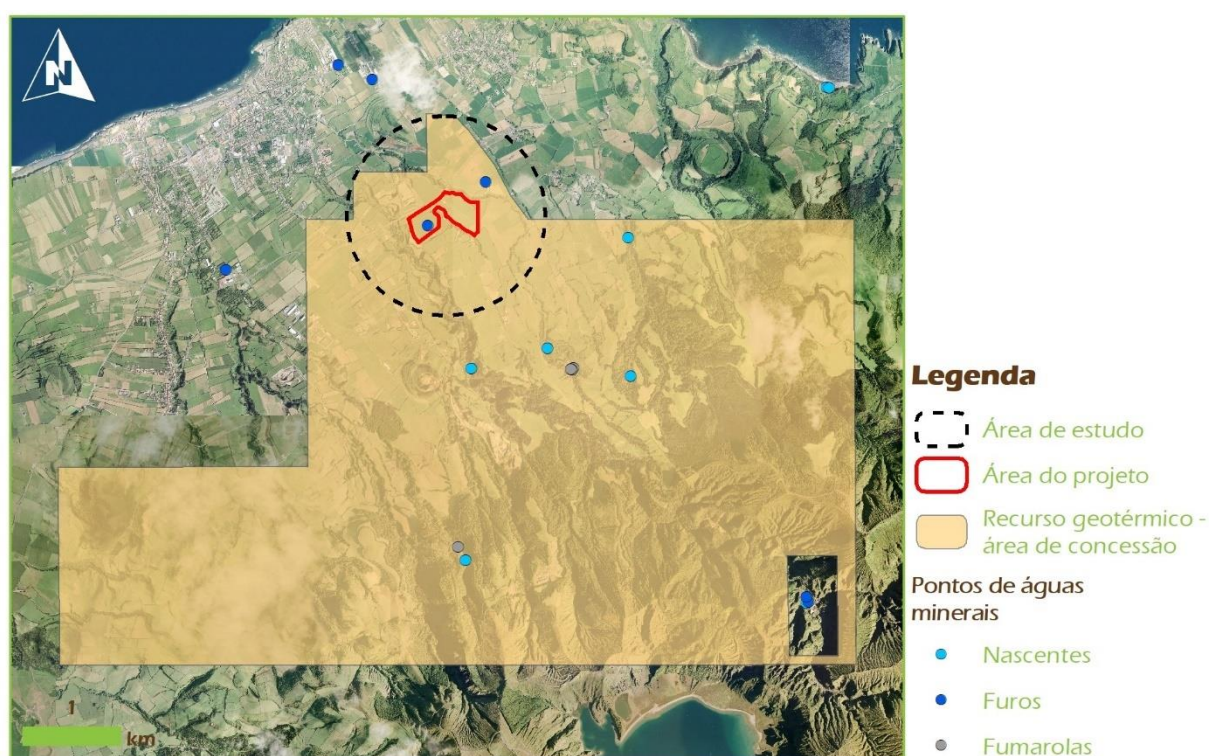 N
Legenda
Área de estudo
Área do projeto
Recurso geotérmico -
área de concessão
Pontos de águas
minerais
Nascentes
Furos
Fumarolas
1
km